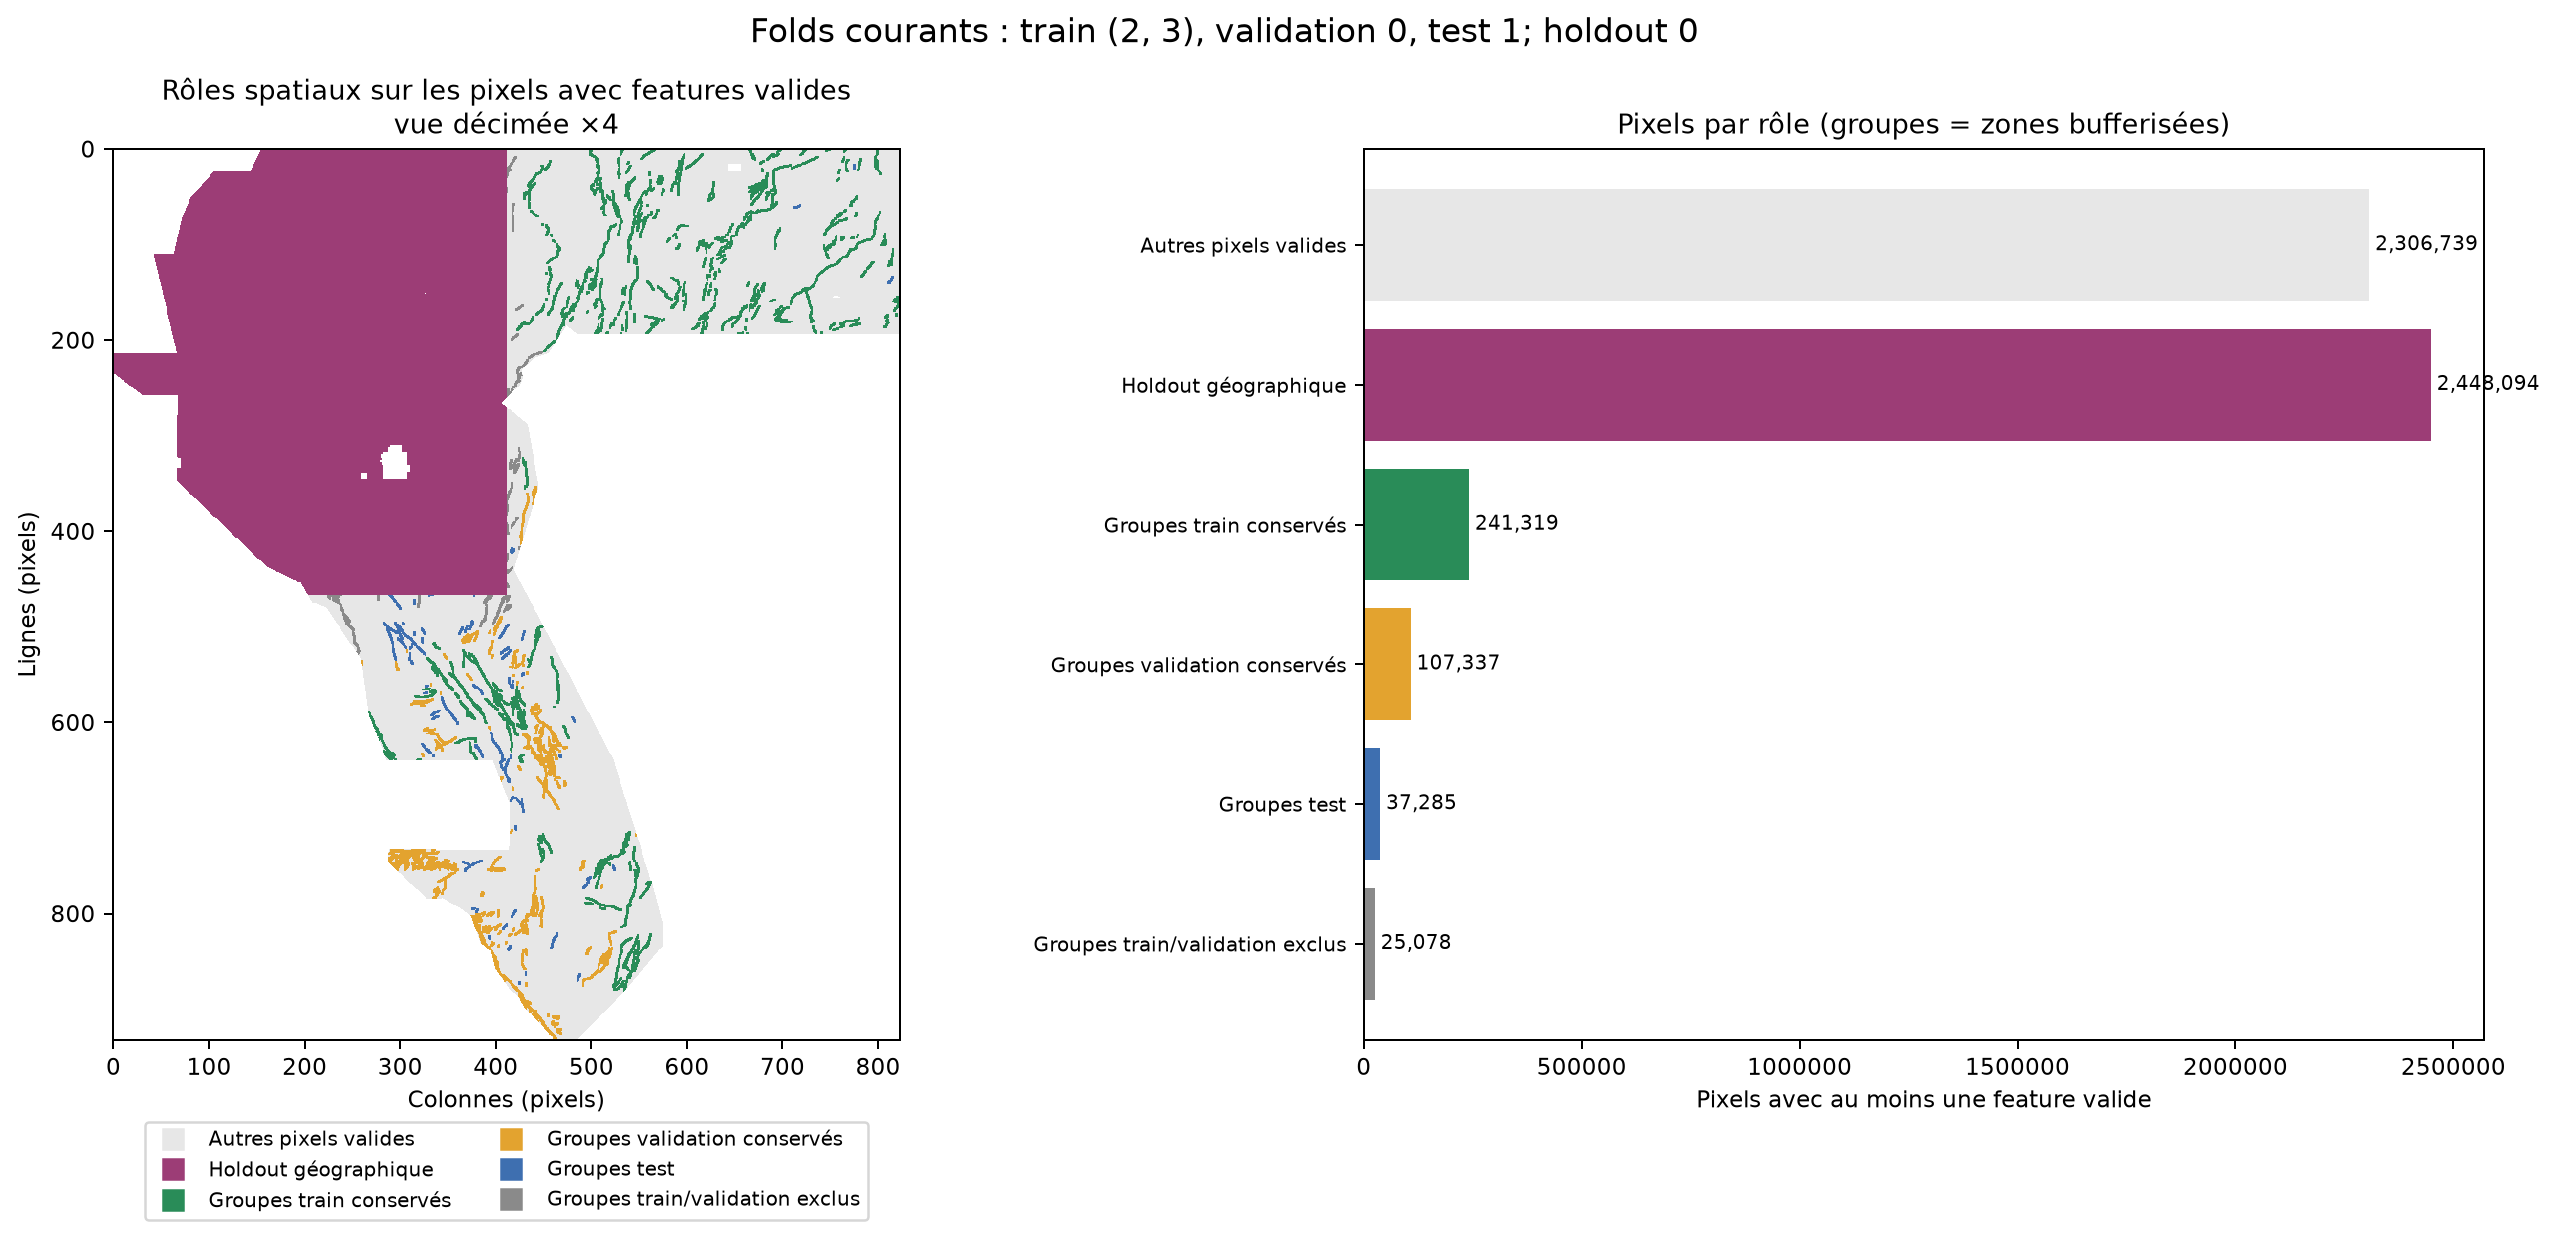 Folds courants : train (2, 3), validation 0, test 1; holdout 0
Rôles spatiaux sur les pixels avec features valides
vue décimée ×4
0
200
400
600
800
Lignes (pixels)
0 100 200 300 400 500 600 700 800
Colonnes (pixels)
Autres pixels valides
Holdout géographique
Groupes train conservés
Groupes validation conservés
Groupes test
Groupes train/validation exclus
Pixels par rôle (groupes = zones bufferisées)
Autres pixels valides 2,306,739
Holdout géographique 2,448,094
Groupes train conservés 241,319
Groupes validation conservés 107,337
Groupes test 37,285
Groupes train/validation exclus 25,078
0 500000 1000000 1500000 2000000 2500000
Pixels avec au moins une feature valide